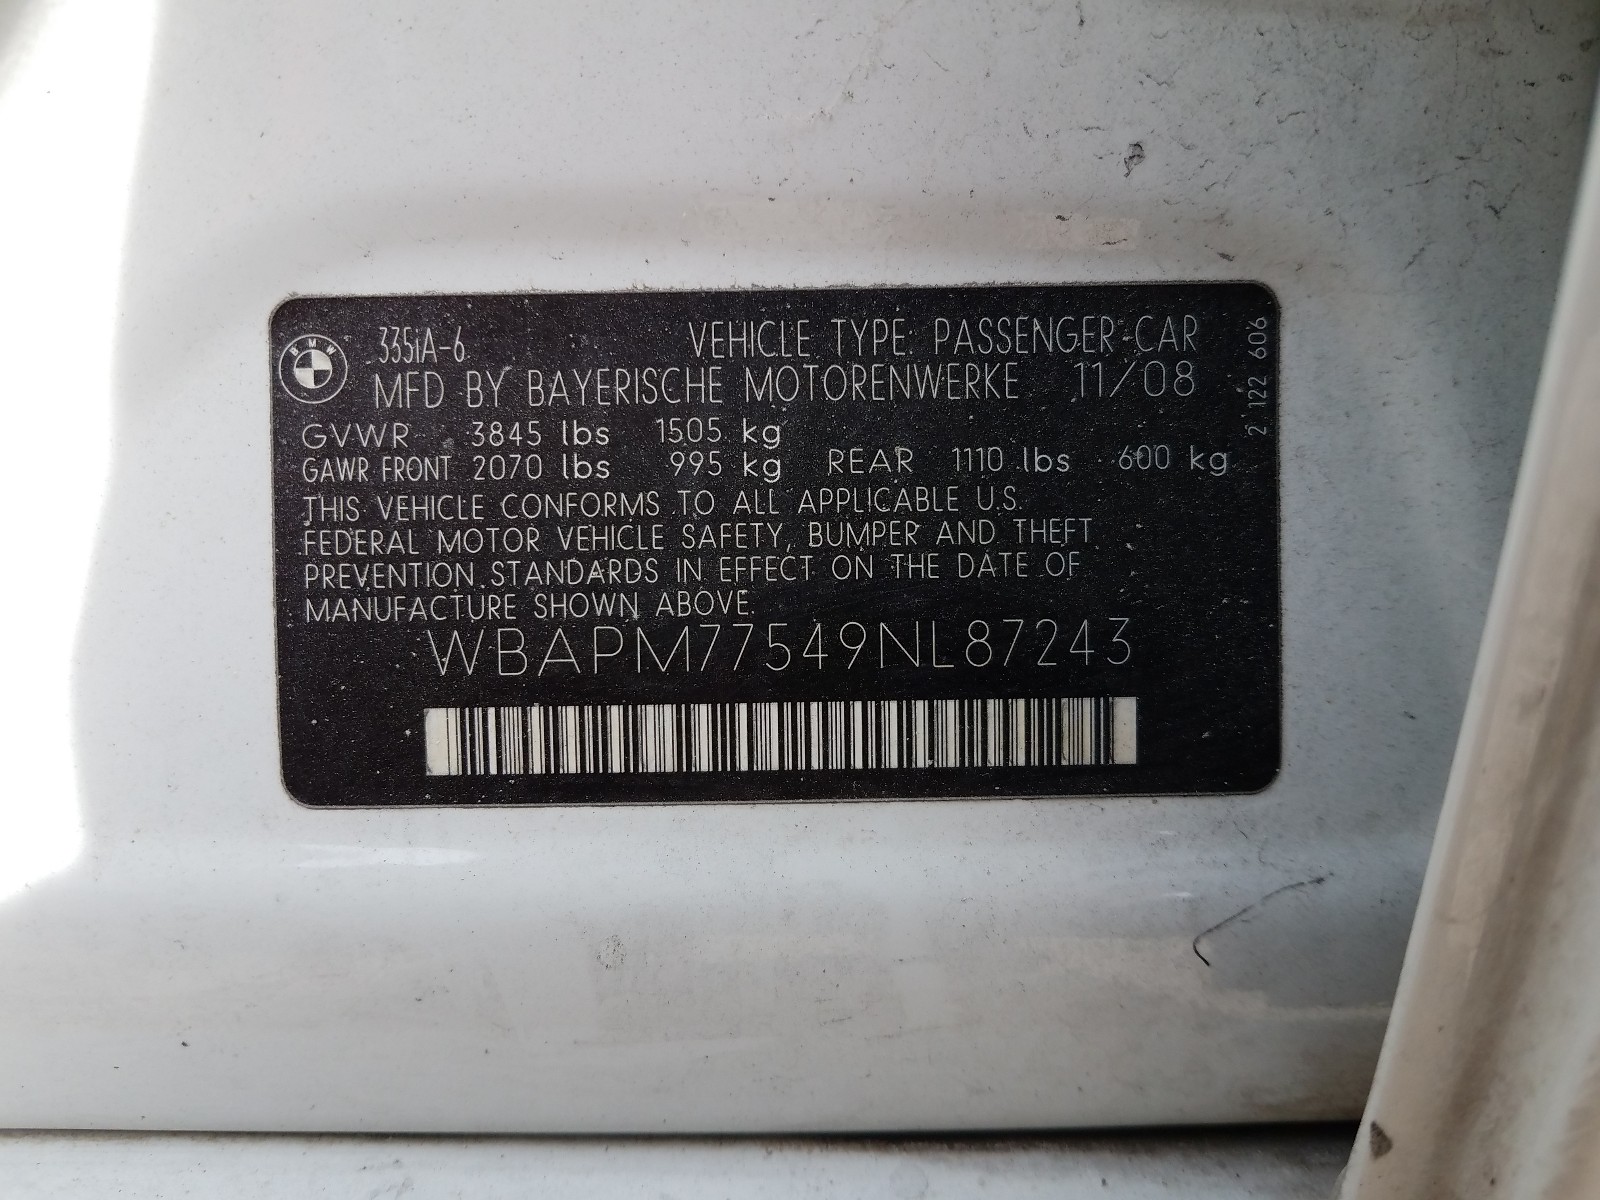 BMW
335iA-6 VEHICLE TYPE: PASSENGER CAR
MFD BY BAYERISCHE MOTORENWERKE 11/08
GVWR 3845 lbs 1505 kg
GAWR FRONT 2070 lbs 995 kg REAR 1110 lbs 600 kg
THIS VEHICLE CONFORMS TO ALL APPLICABLE U.S.
FEDERAL MOTOR VEHICLE SAFETY, BUMPER AND THEFT
PREVENTION STANDARDS IN EFFECT ON THE DATE OF
MANUFACTURE SHOWN ABOVE.
WBAPM77549NL87243
2 122 606